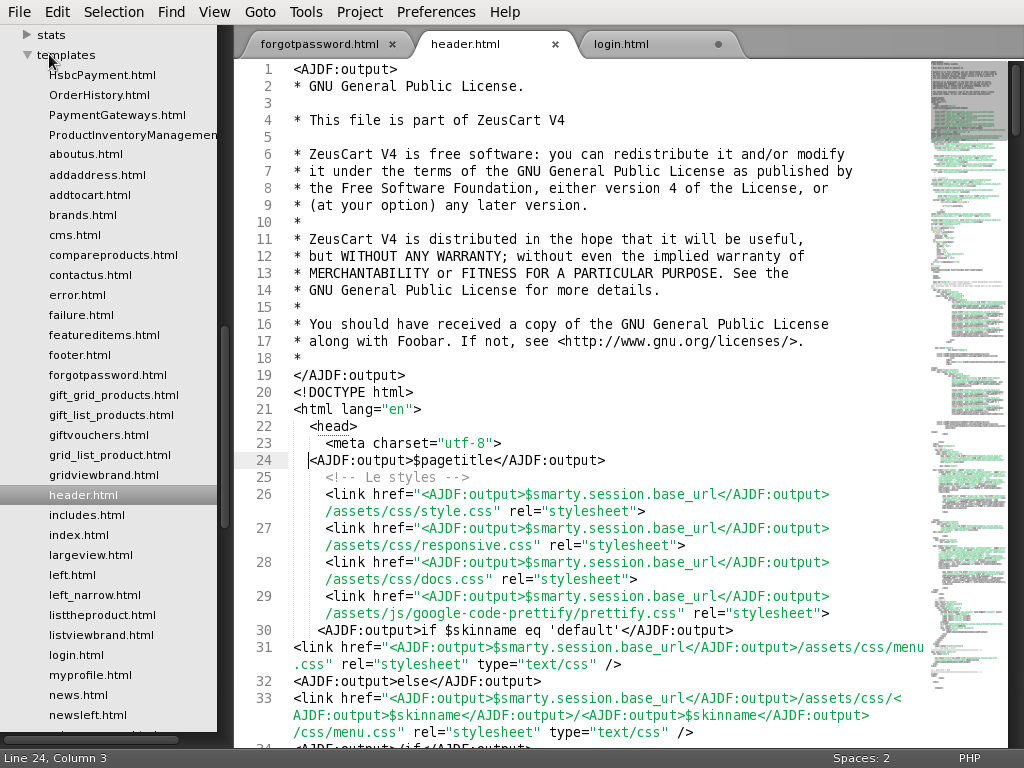 File Edit Selection Find View Goto Tools Project Preferences Help
stats
templates
HsbcPayment.html
OrderHistory.html
PaymentGateways.html
ProductInventoryManagemen
aboutus.html
addaddress.html
addtocart.html
brands.html
cms.html
compareproducts.html
contactus.html
error.html
failure.html
featureditems.html
footer.html
forgotpassword.html
gift_grid_products.html
gift_list_products.html
giftvouchers.html
grid_list_product.html
gridviewbrand.html
header.html
includes.html
index.html
largeview.html
left.html
left_narrow.html
listtheproduct.html
listviewbrand.html
login.html
myprofile.html
news.html
newsleft.html
forgotpassword.html × header.html × login.html
1 <AJDF:output>
2 * GNU General Public License.
3
4 * This file is part of ZeusCart V4
5
6 * ZeusCart V4 is free software: you can redistribute it and/or modify
7 * it under the terms of the GNU General Public License as published by
8 * the Free Software Foundation, either version 4 of the License, or
9 * (at your option) any later version.
10 *
11 * ZeusCart V4 is distributed in the hope that it will be useful,
12 * but WITHOUT ANY WARRANTY; without even the implied warranty of
13 * MERCHANTABILITY or FITNESS FOR A PARTICULAR PURPOSE. See the
14 * GNU General Public License for more details.
15 *
16 * You should have received a copy of the GNU General Public License
17 * along with Foobar. If not, see <http://www.gnu.org/licenses/>.
18 *
19 </AJDF:output>
20 <!DOCTYPE html>
21 <html lang="en">
22 <head>
23 <meta charset="utf-8">
24 <AJDF:output>$pagetitle</AJDF:output>
25 <!-- Le styles -->
26 <link href="<AJDF:output>$smarty.session.base_url</AJDF:output>
/assets/css/style.css" rel="stylesheet">
27 <link href="<AJDF:output>$smarty.session.base_url</AJDF:output>
/assets/css/responsive.css" rel="stylesheet">
28 <link href="<AJDF:output>$smarty.session.base_url</AJDF:output>
/assets/css/docs.css" rel="stylesheet">
29 <link href="<AJDF:output>$smarty.session.base_url</AJDF:output>
/assets/js/google-code-prettify/prettify.css" rel="stylesheet">
30 <AJDF:output>if $skinname eq 'default'</AJDF:output>
31 <link href="<AJDF:output>$smarty.session.base_url</AJDF:output>/assets/css/menu
.css" rel="stylesheet" type="text/css" />
32 <AJDF:output>else</AJDF:output>
33 <link href="<AJDF:output>$smarty.session.base_url</AJDF:output>/assets/css/<
AJDF:output>$skinname</AJDF:output>/<AJDF:output>$skinname</AJDF:output>
/css/menu.css" rel="stylesheet" type="text/css" />
34 <AJDF:output>/if</AJDF:output>
Line 24, Column 3 Spaces: 2 PHP